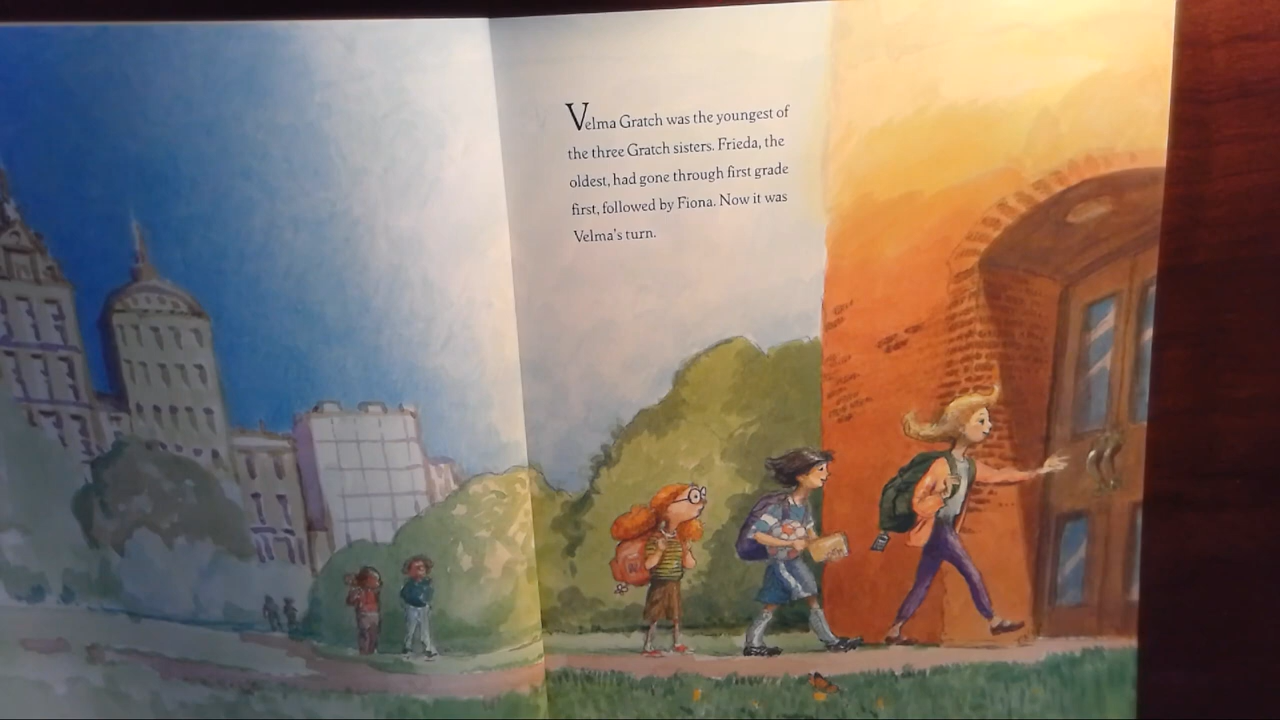 Velma Gratch was the youngest of
the three Gratch sisters. Frieda, the
oldest, had gone through first grade
first, followed by Fiona. Now it was
Velma's turn.